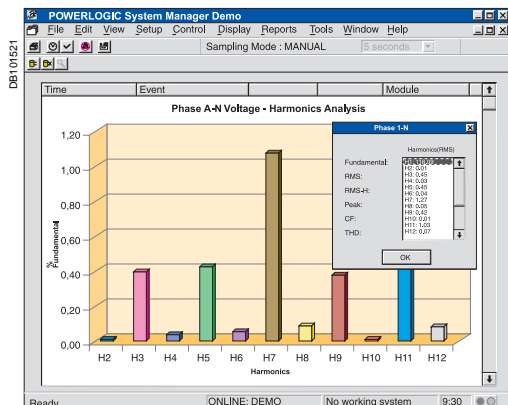 DB101521
POWERLOGIC System Manager Demo
File Edit View Setup Control Display Reports Tools Window Help
Sampling Mode : MANUAL
5 seconds
Time Event Module
Phase A-N Voltage - Harmonics Analysis
Phase 1-N
Harmonics(RMS)
Fundamental:
RMS:
RMS-H:
Peak:
CF:
THD:
H2: 0.01
H3: 0,45
H4: 0.03
H5: 0.45
H6: 0,04
H7: 1,27
H8: 0.05
H9: 0,42
H10: 0.01
H11: 1.03
H12: 0,07
OK
% Fundamental
1,20
1,00
0,80
0,60
0,40
0,20
0,00
H2 H3 H4 H5 H6 H7 H8 H9 H10 H11 H12
Harmonics
Ready ONLINE: DEMO No working system 9:30